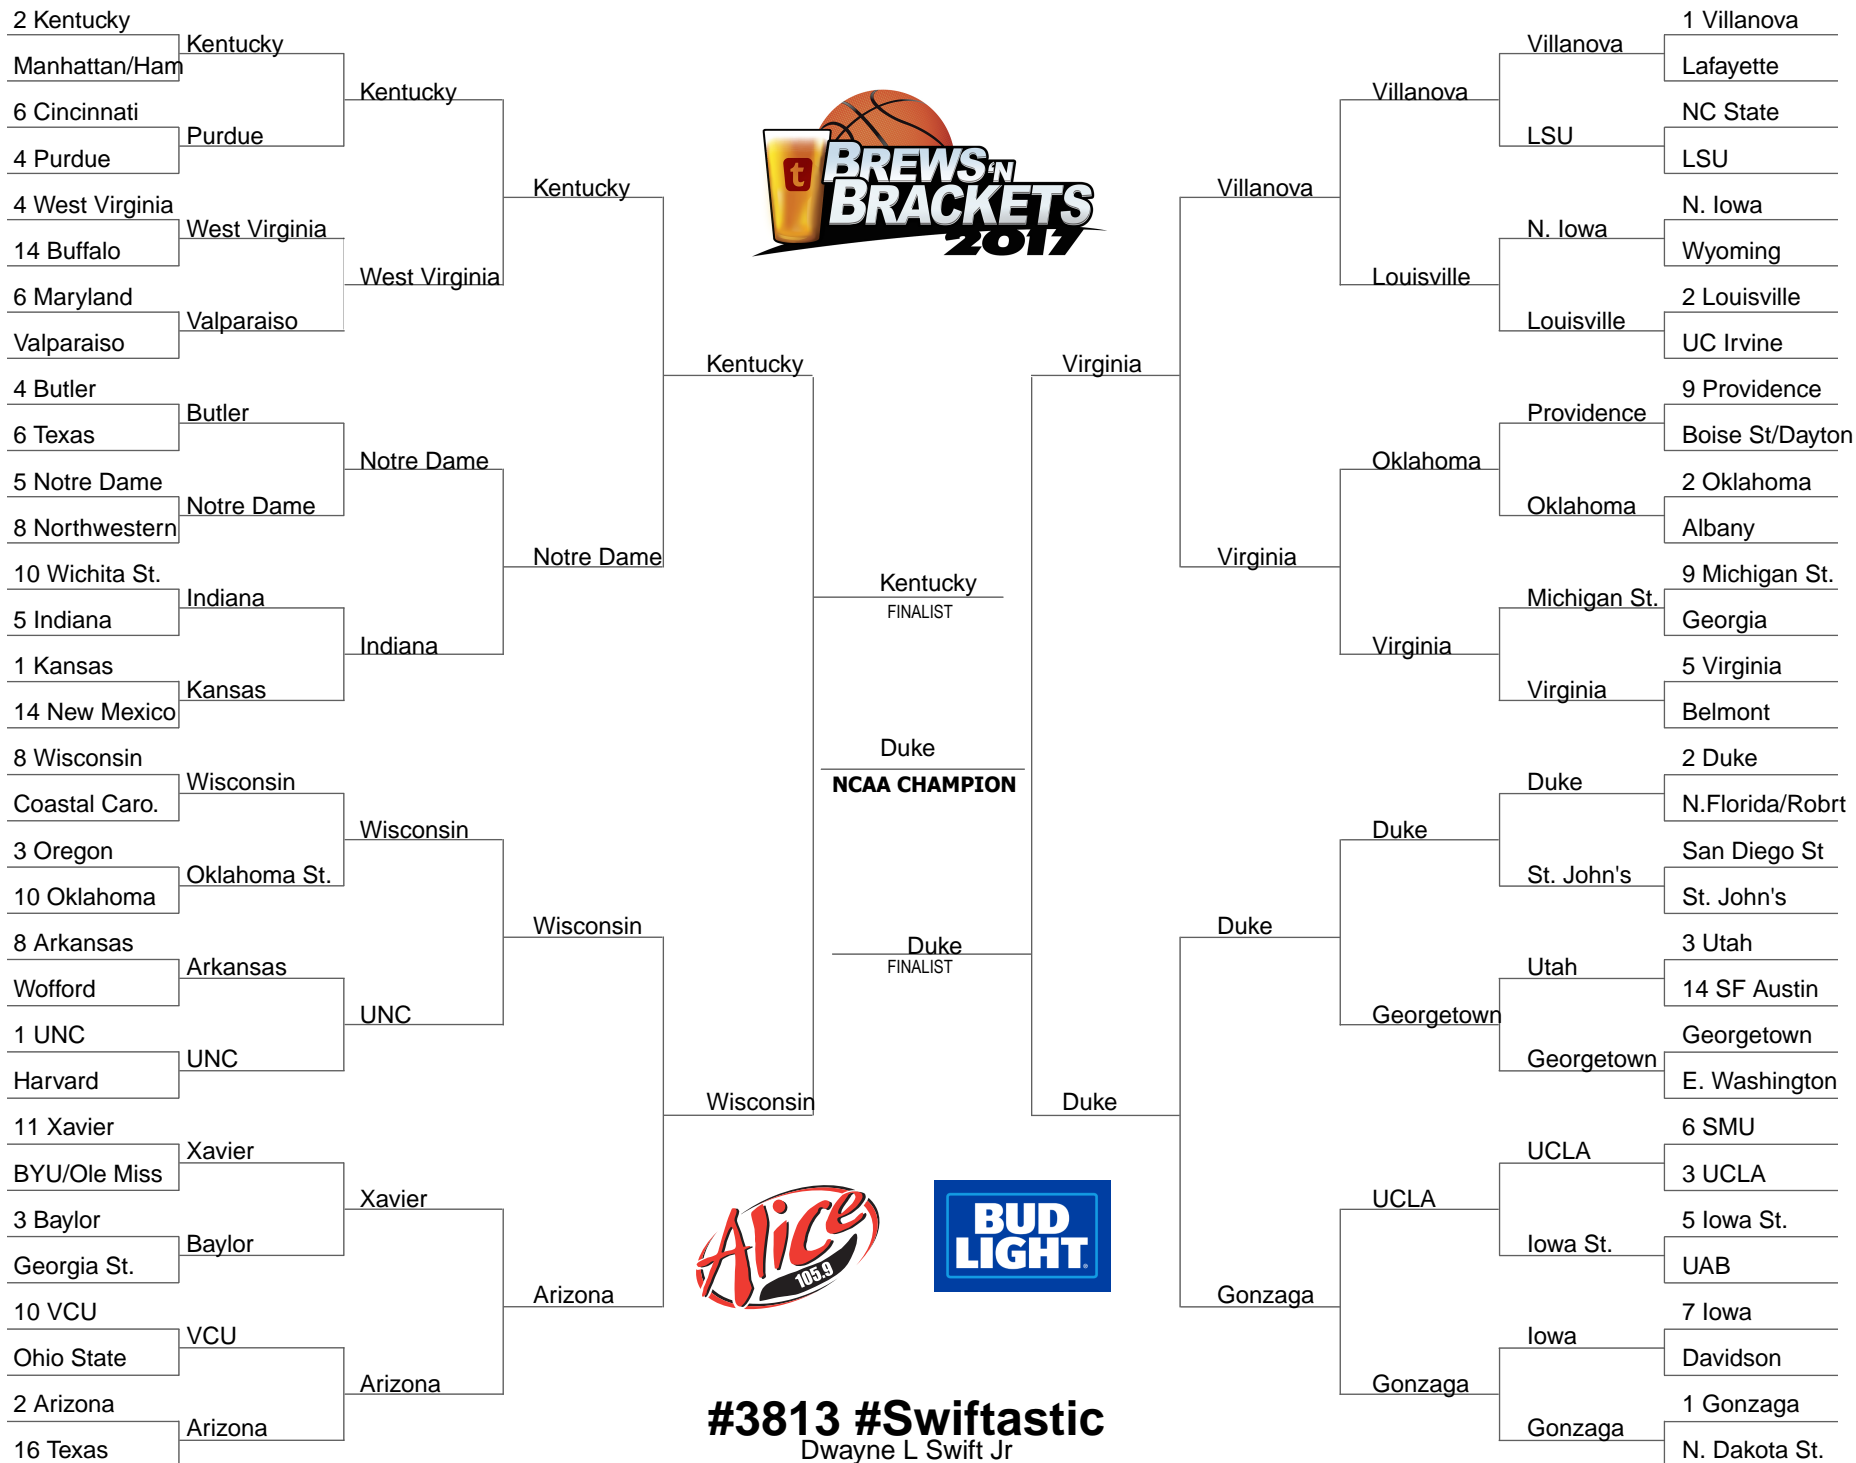 2 Kentucky
Manhattan/Ham
6 Cincinnati
4 Purdue
4 West Virginia
14 Buffalo
6 Maryland
Valparaiso
4 Butler
6 Texas
5 Notre Dame
8 Northwestern
10 Wichita St.
5 Indiana
1 Kansas
14 New Mexico
8 Wisconsin
Coastal Caro.
3 Oregon
10 Oklahoma
8 Arkansas
Wofford
1 UNC
Harvard
11 Xavier
BYU/Ole Miss
3 Baylor
Georgia St.
10 VCU
Ohio State
2 Arizona
16 Texas
Kentucky
Purdue
West Virginia
Valparaiso
Butler
Notre Dame
Indiana
Kansas
Wisconsin
Oklahoma St.
Arkansas
UNC
Xavier
Baylor
VCU
Arizona
Kentucky
West Virginia
Notre Dame
Indiana
Wisconsin
UNC
Xavier
Arizona
Kentucky
Notre Dame
Wisconsin
Arizona
Kentucky
Wisconsin
t
BREWS 'N
BRACKETS
2017
Kentucky
FINALIST
Duke
NCAA CHAMPION
Duke
FINALIST
Alice
105.9
BUD
LIGHT
#3813 #Swiftastic
Dwayne L Swift Jr
Virginia
Duke
Villanova
Virginia
Duke
Gonzaga
Villanova
Louisville
Oklahoma
Virginia
Duke
Georgetown
UCLA
Gonzaga
Villanova
LSU
N. Iowa
Louisville
Providence
Oklahoma
Michigan St.
Virginia
Duke
St. John's
Utah
Georgetown
UCLA
Iowa St.
Iowa
Gonzaga
1 Villanova
Lafayette
NC State
LSU
N. Iowa
Wyoming
2 Louisville
UC Irvine
9 Providence
Boise St/Dayton
2 Oklahoma
Albany
9 Michigan St.
Georgia
5 Virginia
Belmont
2 Duke
N.Florida/Robrt
San Diego St
St. John's
3 Utah
14 SF Austin
Georgetown
E. Washington
6 SMU
3 UCLA
5 Iowa St.
UAB
7 Iowa
Davidson
1 Gonzaga
N. Dakota St.